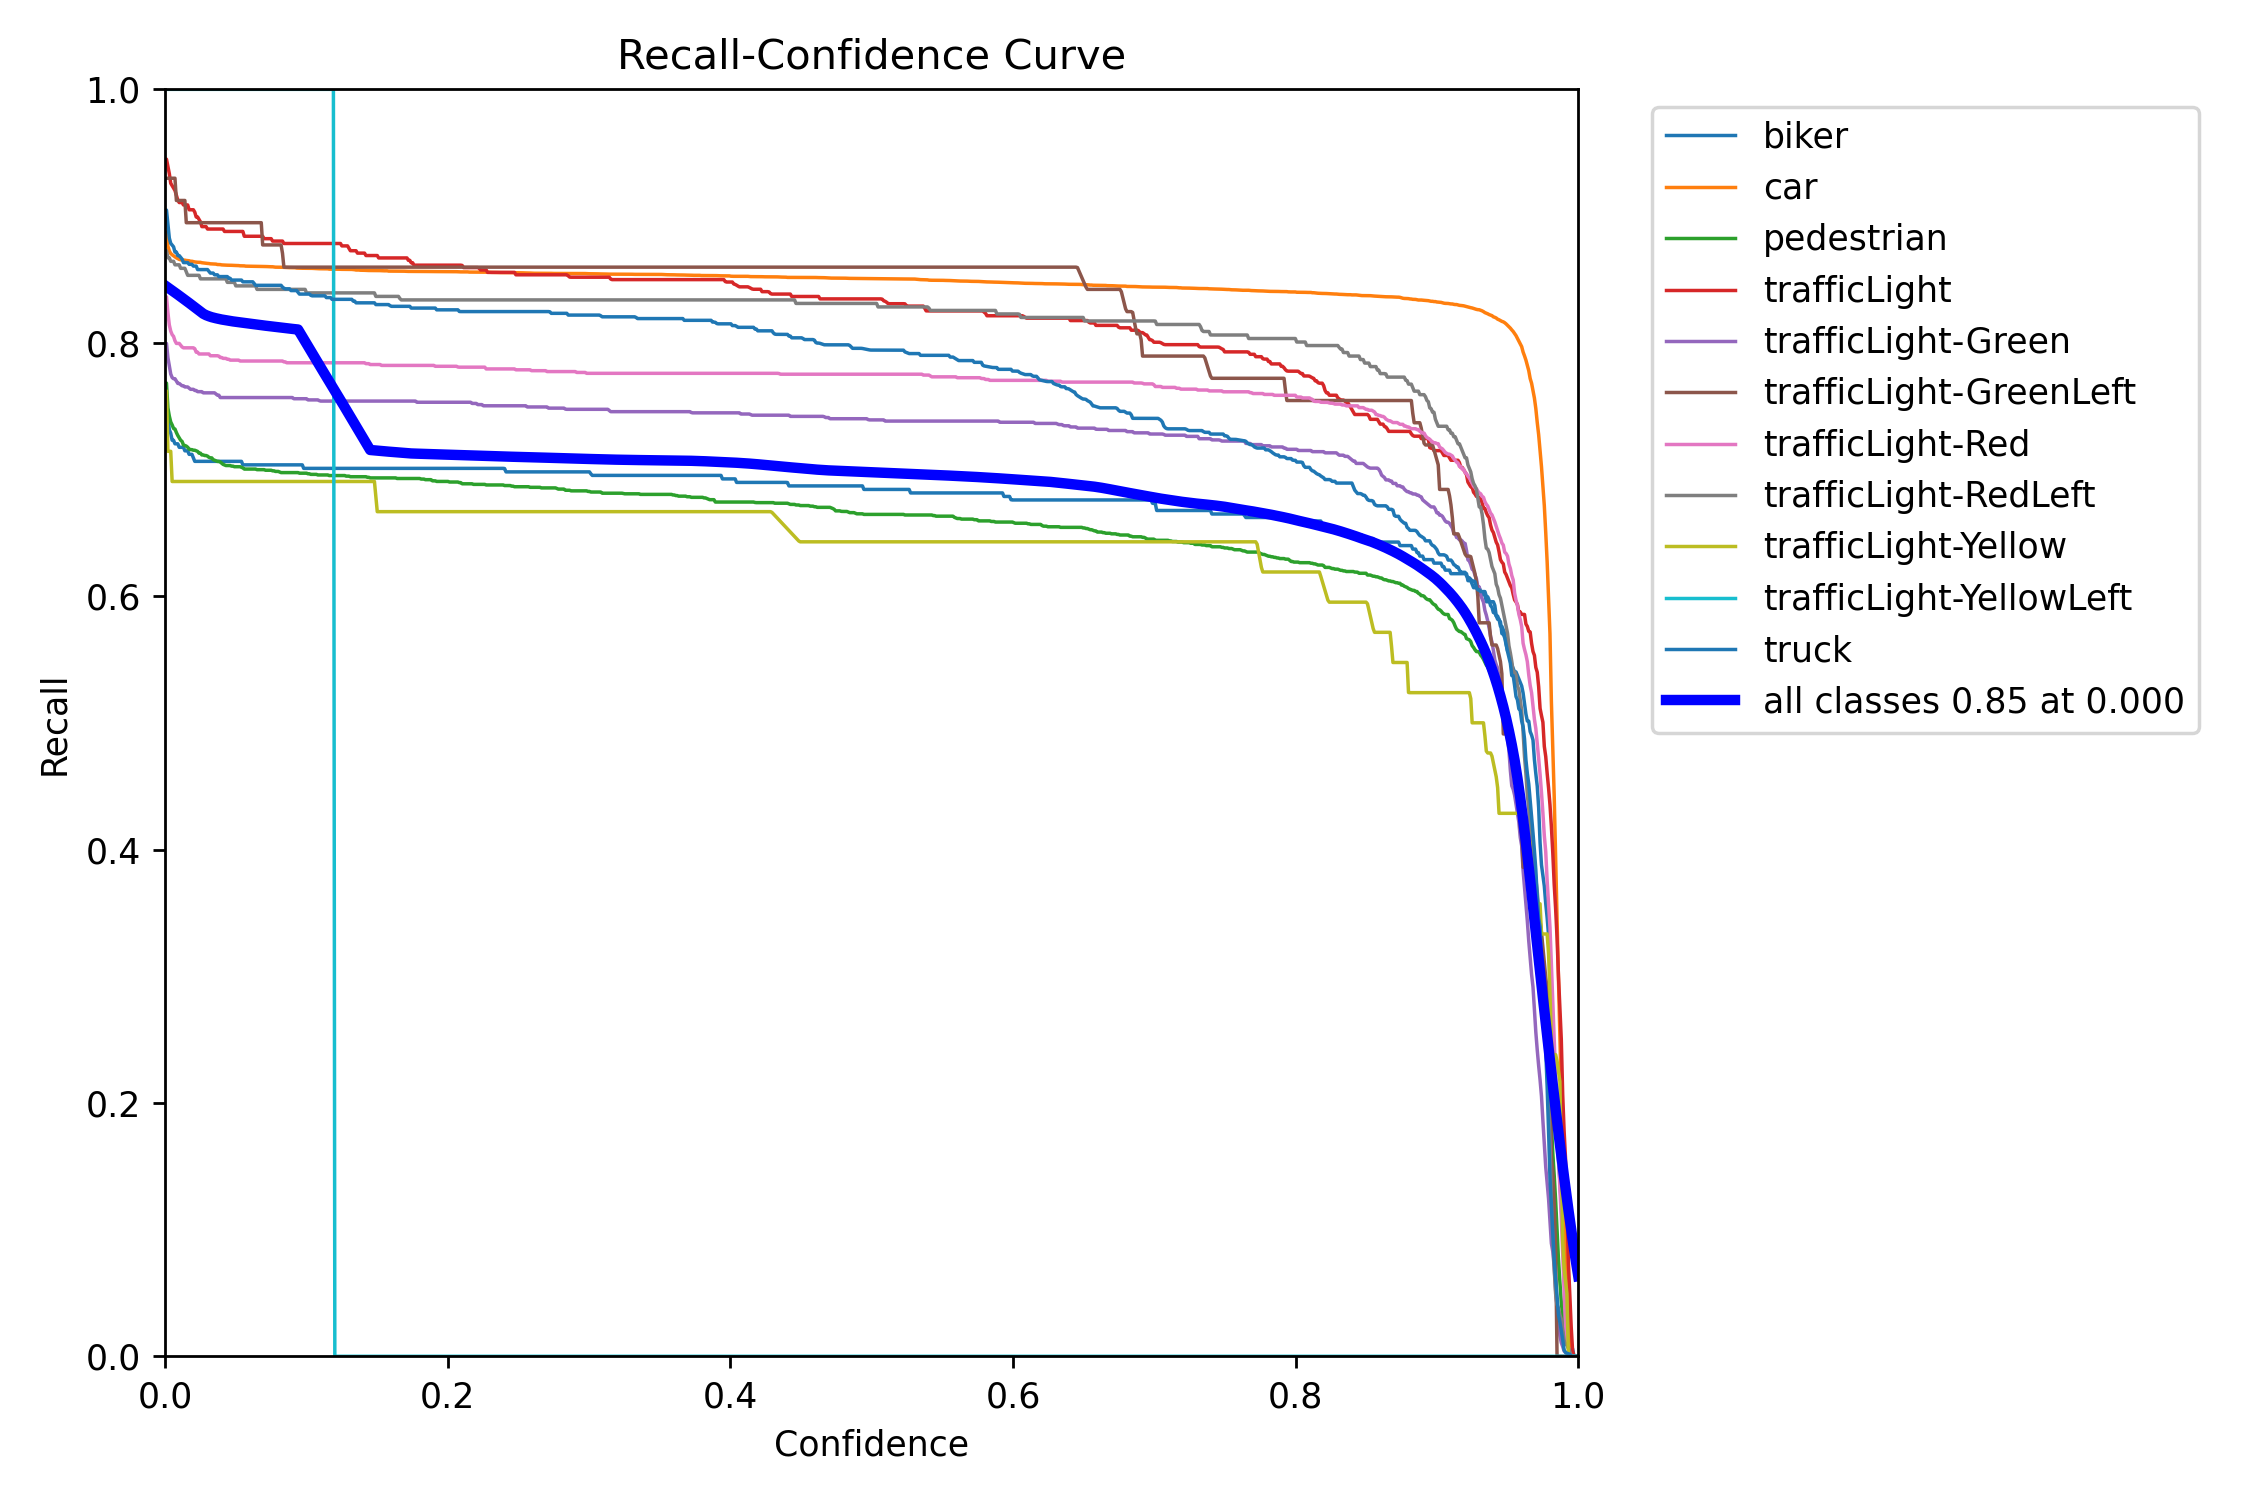 Recall-Confidence Curve
1.0
0.8
0.6
0.4
0.2
0.0
Recall
0.0 0.2 0.4 0.6 0.8 1.0
Confidence
biker
car
pedestrian
trafficLight
trafficLight-Green
trafficLight-GreenLeft
trafficLight-Red
trafficLight-RedLeft
trafficLight-Yellow
trafficLight-YellowLeft
truck
all classes 0.85 at 0.000